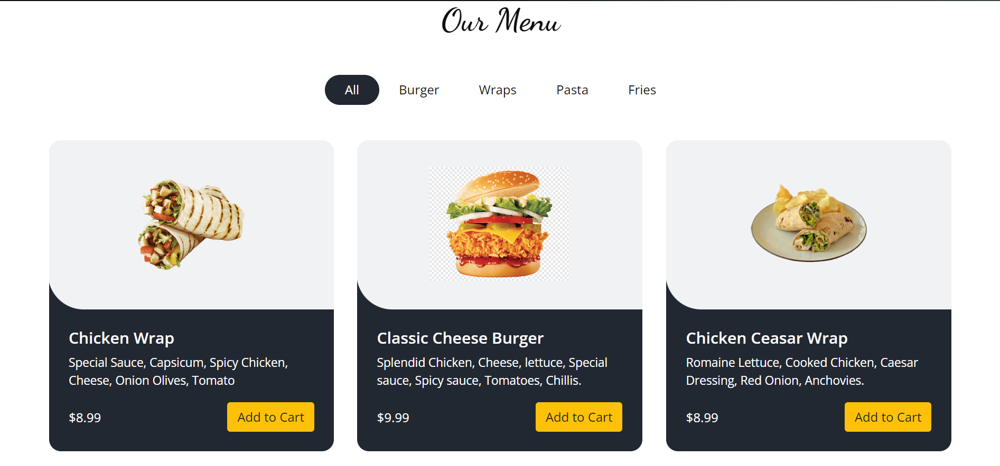 Our Menu
All Burger Wraps Pasta Fries
Chicken Wrap
Special Sauce, Capsicum, Spicy Chicken,
Cheese, Onion Olives, Tomato
$8.99 Add to Cart
Classic Cheese Burger
Splendid Chicken, Cheese, lettuce, Special
sauce, Spicy sauce, Tomatoes, Chillis.
$9.99 Add to Cart
Chicken Ceasar Wrap
Romaine Lettuce, Cooked Chicken, Caesar
Dressing, Red Onion, Anchovies.
$8.99 Add to Cart